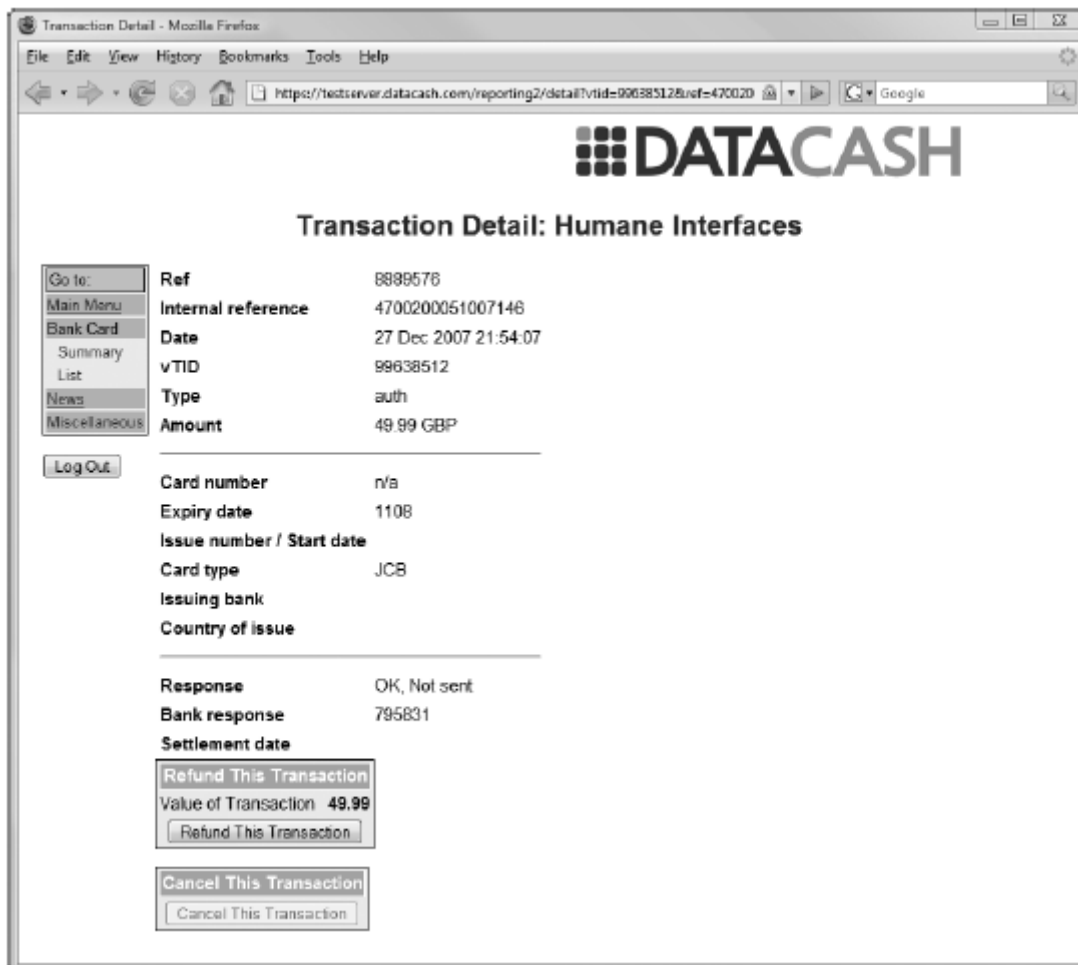 Transaction Detail - Mozilla Firefox
File Edit View History Bookmarks Tools Help
https://testserver.datacash.com/reporting2/detail?vtid=99638512&ref=470020 Google
DATACASH
Transaction Detail: Humane Interfaces
Go to:
Main Menu
Bank Card
Summary
List
News
Miscellaneous
Log Out
Ref 8889576
Internal reference 4700200051007146
Date 27 Dec 2007 21:54:07
vTID 99638512
Type auth
Amount 49.99 GBP
Card number n/a
Expiry date 1108
Issue number / Start date
Card type JCB
Issuing bank
Country of issue
Response OK, Not sent
Bank response 795831
Settlement date
Refund This Transaction
Value of Transaction 49.99
Refund This Transaction
Cancel This Transaction
Cancel This Transaction